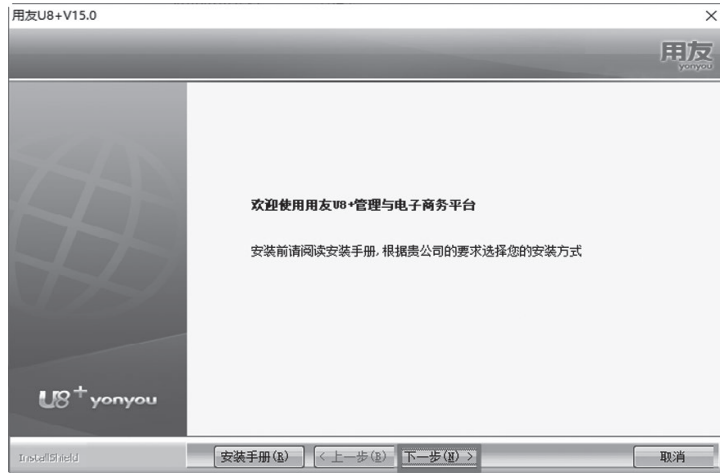 用友U8+V15.0
用友
yonyou
欢迎使用用友U8+管理与电子商务平台
安装前请阅读安装手册,根据贵公司的要求选择您的安装方式
U8+ yonyou
InstallShield
安装手册(R)
<上一步(B)
下一步(N) >
取消